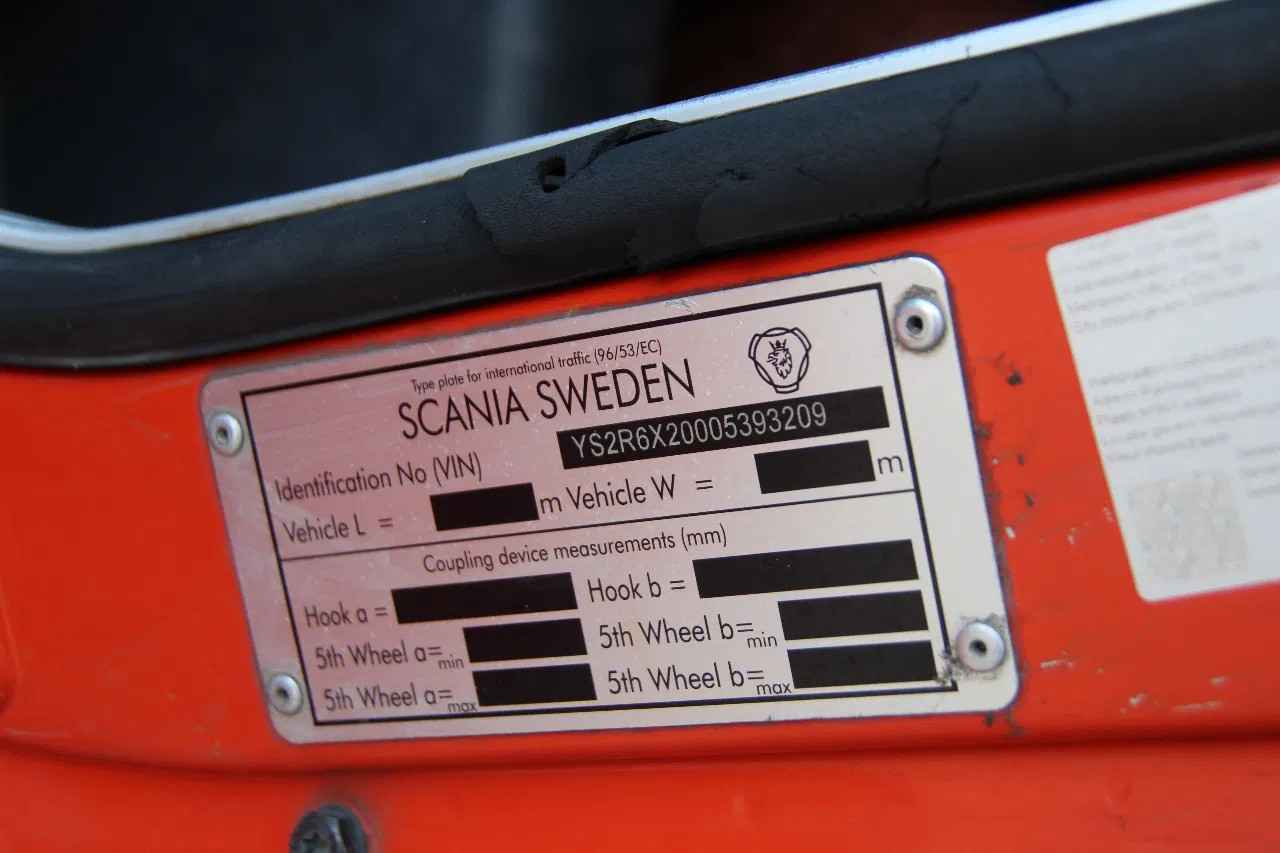 Type plate for international traffic (96/53/EC)
SCANIA SWEDEN
Identification No (VIN) YS2R6X20005393209
Vehicle L = m Vehicle W = m
Coupling device measurements (mm)
Hook a = Hook b =
5th Wheel a=min 5th Wheel b=min
5th Wheel a=max 5th Wheel b=max